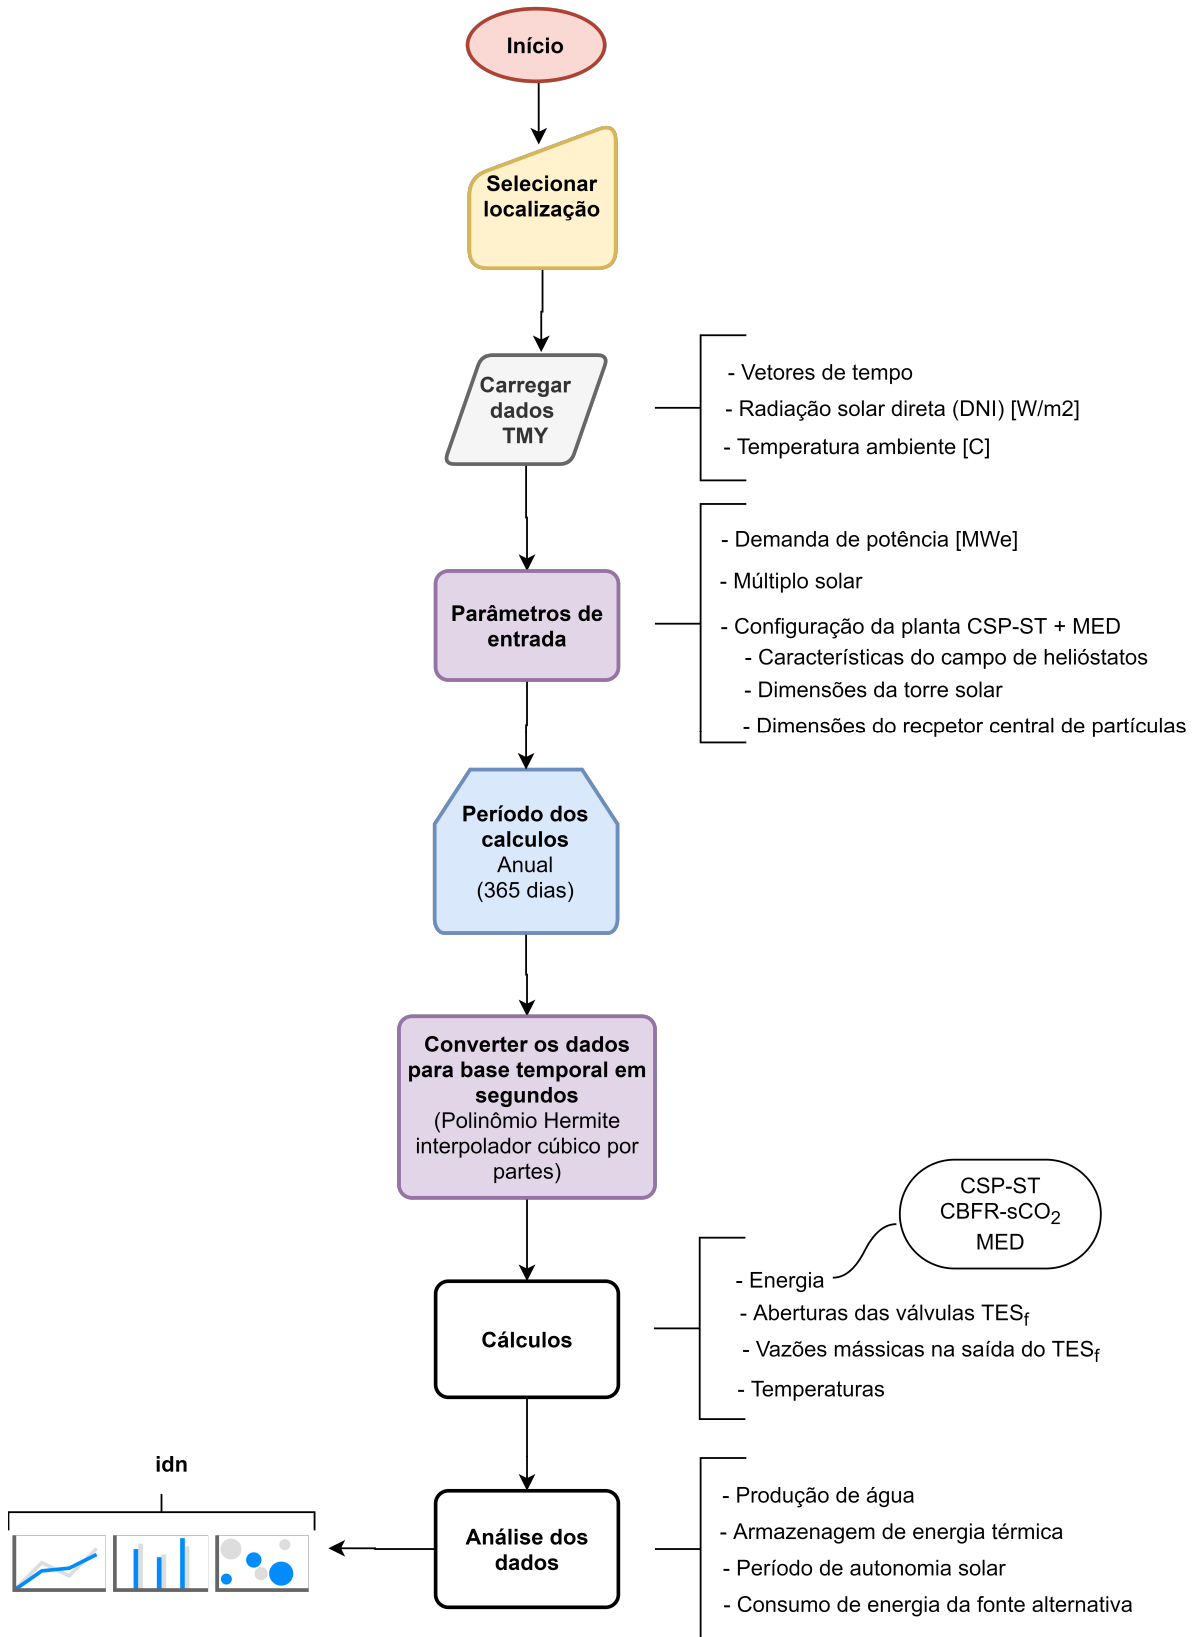 Início
Selecionar
localização
Carregar
dados
TMY
- Vetores de tempo
- Radiação solar direta (DNI) [W/m2]
- Temperatura ambiente [C]
Parâmetros de
entrada
- Demanda de potência [MWe]
- Múltiplo solar
- Configuração da planta CSP-ST + MED
- Características do campo de helióstatos
- Dimensões da torre solar
- Dimensões do recpetor central de partículas
Período dos
calculos
Anual
(365 dias)
Converter os dados
para base temporal em
segundos
(Polinômio Hermite
interpolador cúbico por
partes)
CSP-ST
CBFR-sCO2
MED
Cálculos
- Energia
- Aberturas das válvulas TESf
- Vazões mássicas na saída do TESf
- Temperaturas
idn
Análise dos
dados
- Produção de água
- Armazenagem de energia térmica
- Período de autonomia solar
- Consumo de energia da fonte alternativa